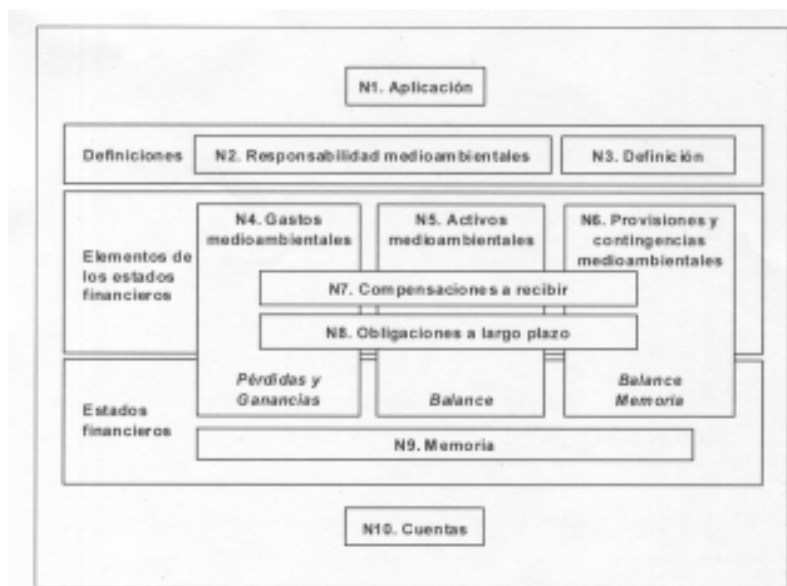 N1. Aplicación
Definiciones
N2. Responsabilidad medioambientales
N3. Definición
Elementos de
los estados
financieros
N4. Gastos
medioambientales
N5. Activos
medioambientales
N6. Provisiones y
contingencias
medioambientales
N7. Compensaciones a recibir
N8. Obligaciones a largo plazo
Estados
financieros
Pérdidas y
Ganancias
Balance
Balance
Memoria
N9. Memoria
N10. Cuentas